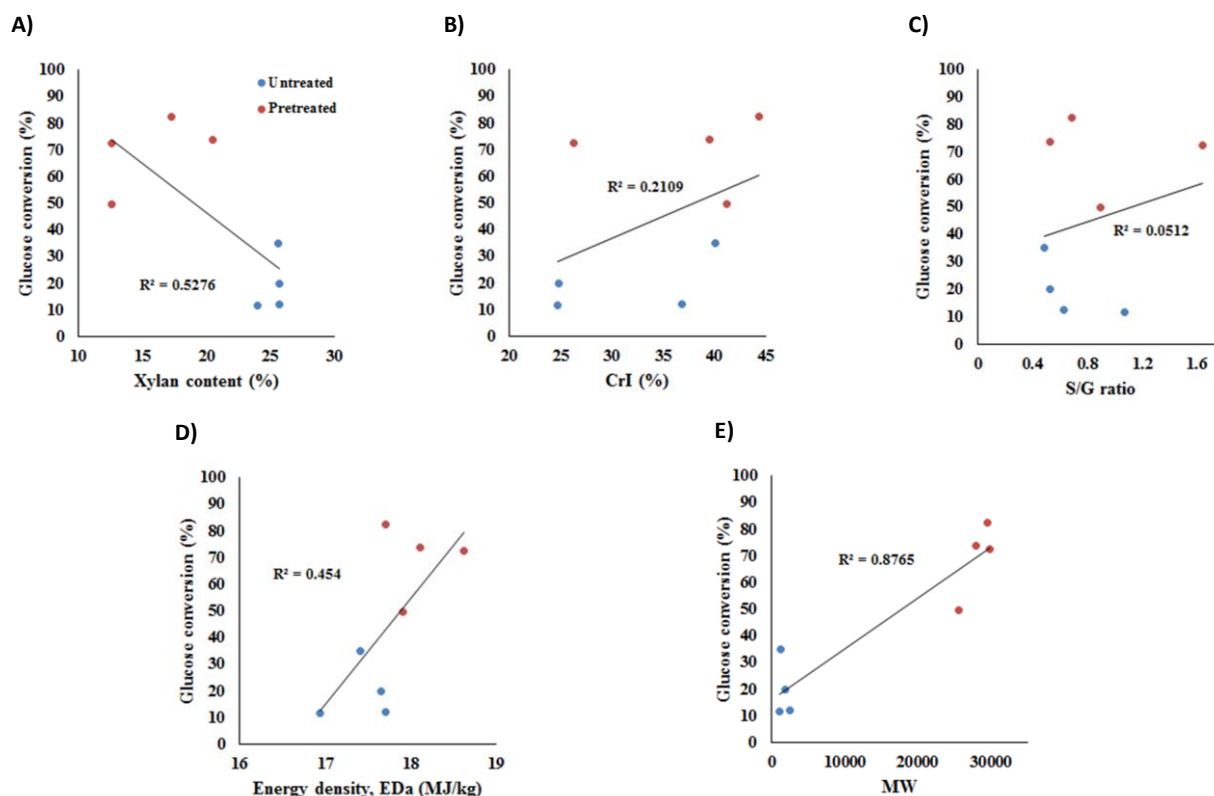 A)
Glucose conversion (%)
100
90
80
70
60
50
40
30
20
10
0
Untreated
Pretreated
R² = 0.5276
10 15 20 25 30
Xylan content (%)
B)
Glucose conversion (%)
100
90
80
70
60
50
40
30
20
10
0
R² = 0.2109
20 25 30 35 40 45
CrI (%)
C)
Glucose conversion (%)
100
90
80
70
60
50
40
30
20
10
0
R² = 0.0512
0 0.4 0.8 1.2 1.6
S/G ratio
D)
Glucose conversion (%)
100
90
80
70
60
50
40
30
20
10
0
R² = 0.454
16 17 18 19
Energy density, EDa (MJ/kg)
E)
Glucose conversion (%)
100
90
80
70
60
50
40
30
20
10
0
R² = 0.8765
0 10000 20000 30000
MW